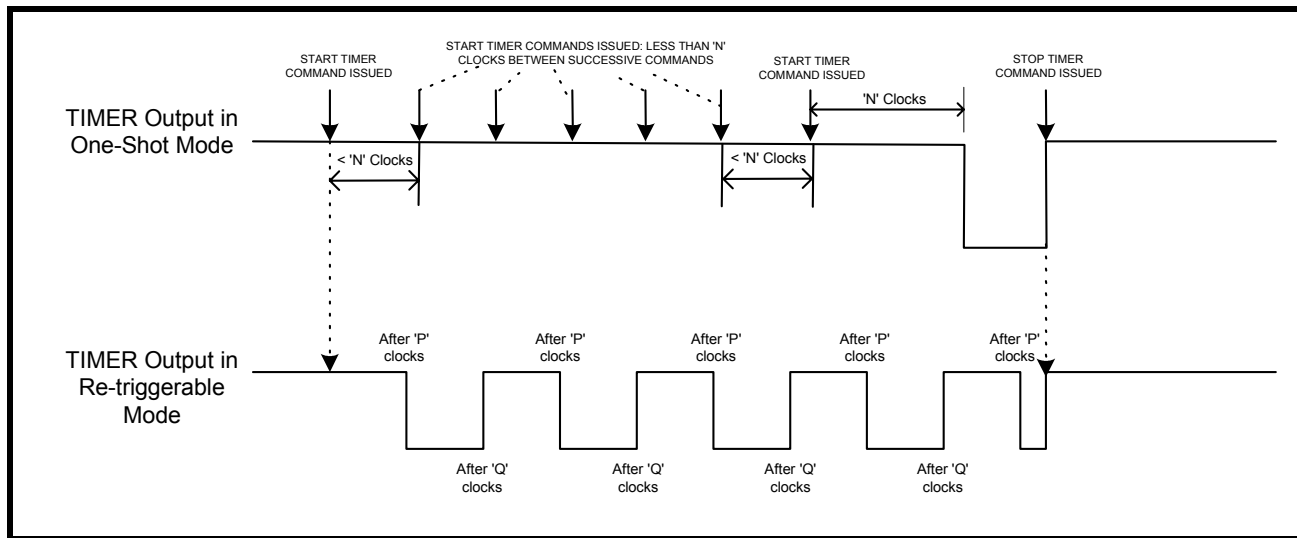 START TIMER
COMMAND ISSUED
START TIMER COMMANDS ISSUED: LESS THAN 'N'
CLOCKS BETWEEN SUCCESSIVE COMMANDS
START TIMER
COMMAND ISSUED
STOP TIMER
COMMAND ISSUED
'N' Clocks
TIMER Output in
One-Shot Mode
< 'N' Clocks
< 'N' Clocks
After 'P'
clocks
After 'P'
clocks
After 'P'
clocks
After 'P'
clocks
After 'P'
clocks
TIMER Output in
Re-triggerable
Mode
After 'Q'
clocks
After 'Q'
clocks
After 'Q'
clocks
After 'Q'
clocks